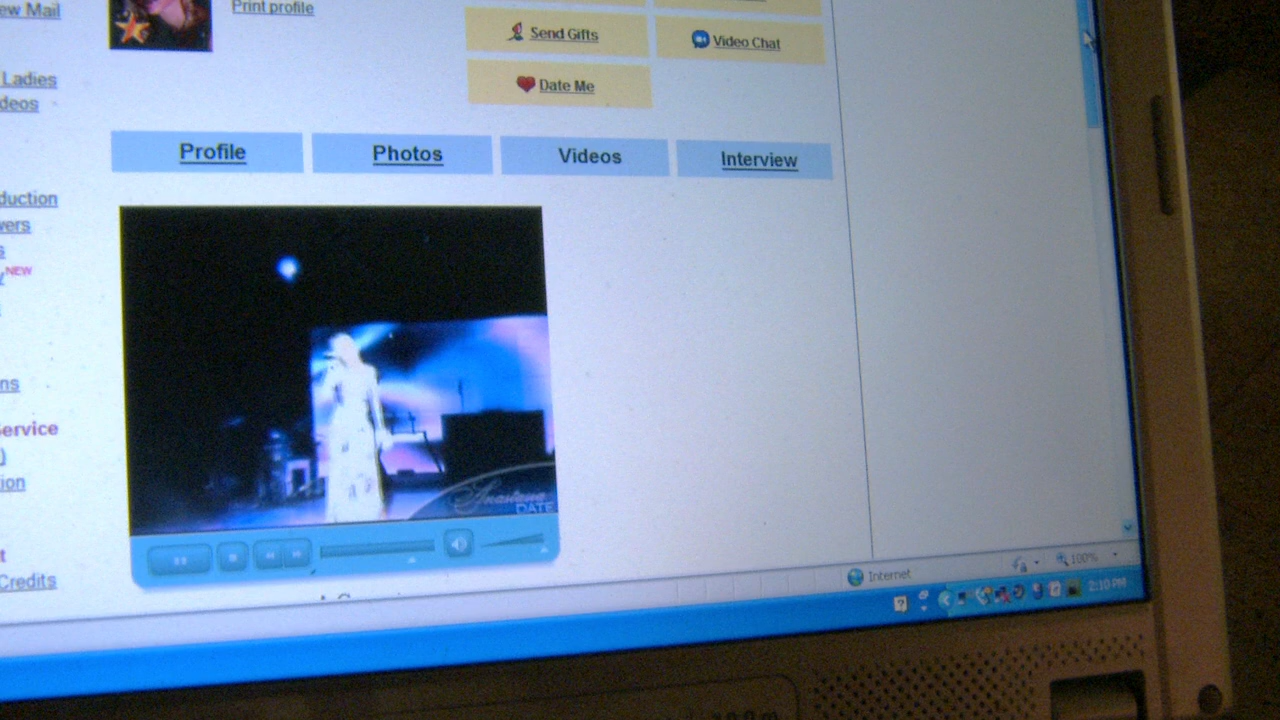 ew Mail
Print profile
Send Gifts
Video Chat
Ladies
Date Me
deos
Profile Photos Videos Interview
duction
wers
s
NEW
ns
Service
)
ion
Anastasia
DATE
t
Credits
Internet
100%
2:10 PM